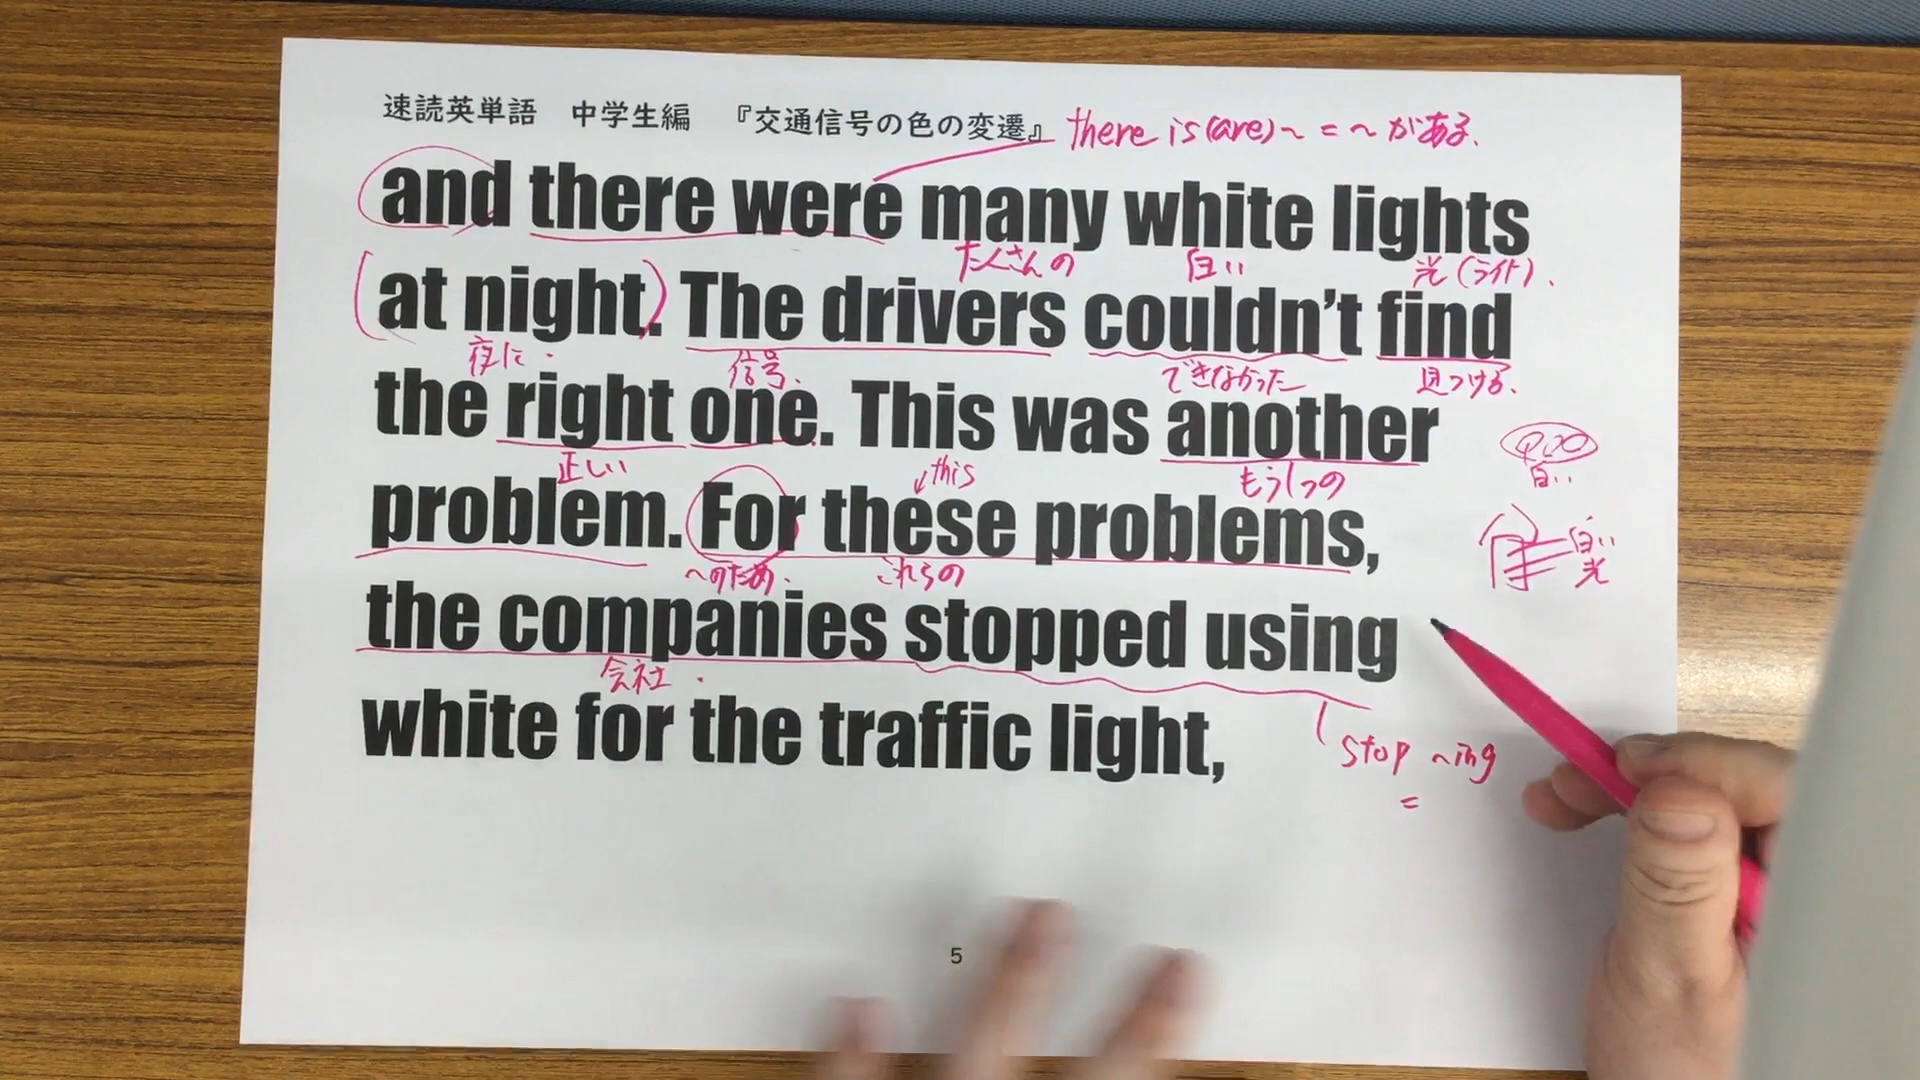 速読英単語 中学生編 『交通信号の色の変遷』
there is (are) ~ = ~ がある.
and there were many white lights
たくさんの 白い 光 (ライト).
at night. The drivers couldn't find
夜に. 信号. できなかった 見つける.
the right one. This was another
正しい this もう1つの
白い
problem. For these problems,
~のため. これらの
白い
光
the companies stopped using
会社.
white for the traffic light,
stop ~ing
=
5